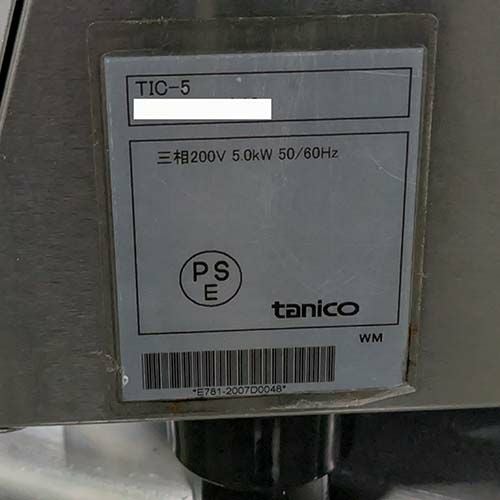 TIC-5
三相200V 5.0kW 50/60Hz
PS
E
tanico
WM
*E781-2007D0048*